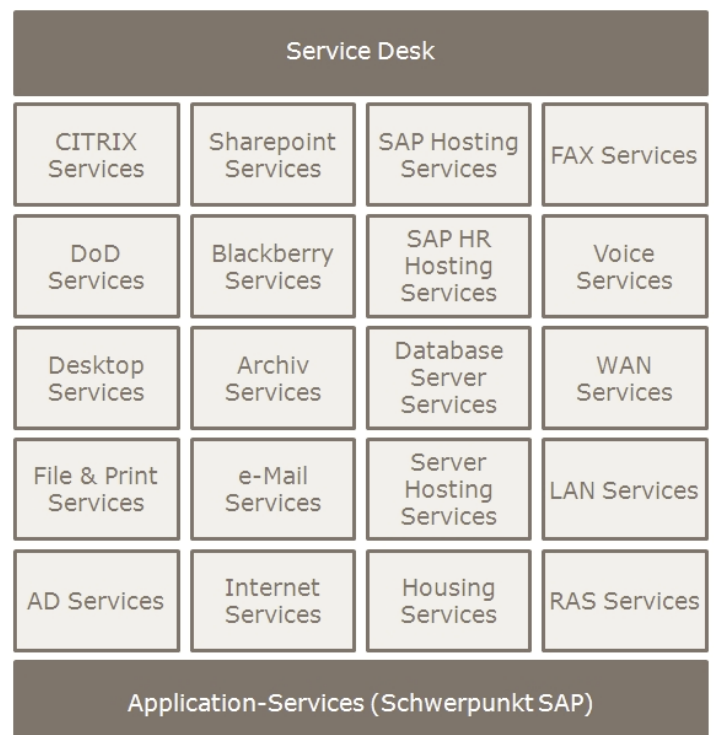 Service Desk
CITRIX
Services
Sharepoint
Services
SAP Hosting
Services
FAX Services
DoD
Services
Blackberry
Services
SAP HR
Hosting
Services
Voice
Services
Desktop
Services
Archiv
Services
Database
Server
Services
WAN
Services
File & Print
Services
e-Mail
Services
Server
Hosting
Services
LAN Services
AD Services
Internet
Services
Housing
Services
RAS Services
Application-Services (Schwerpunkt SAP)